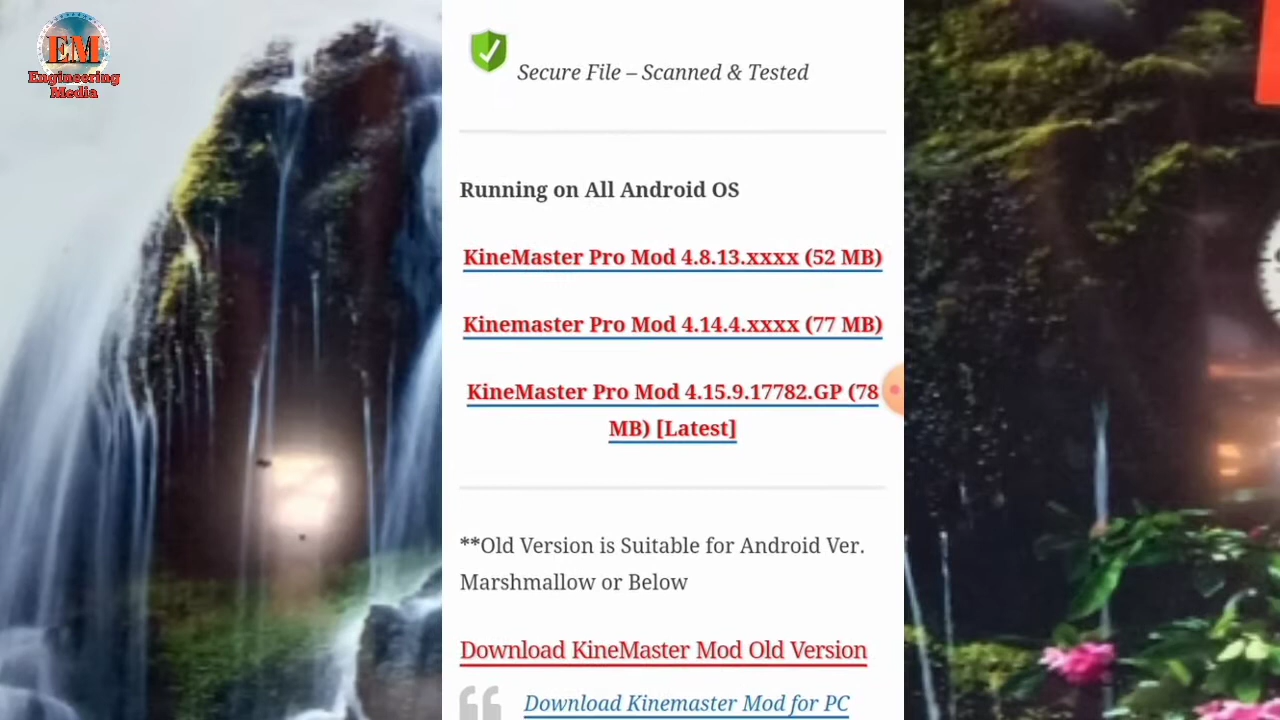 EM
Engineering
Media
Secure File – Scanned & Tested
Running on All Android OS
KineMaster Pro Mod 4.8.13.xxxx (52 MB)
Kinemaster Pro Mod 4.14.4.xxxx (77 MB)
KineMaster Pro Mod 4.15.9.17782.GP (78
MB) [Latest]
**Old Version is Suitable for Android Ver.
Marshmallow or Below
Download KineMaster Mod Old Version
Download Kinemaster Mod for PC